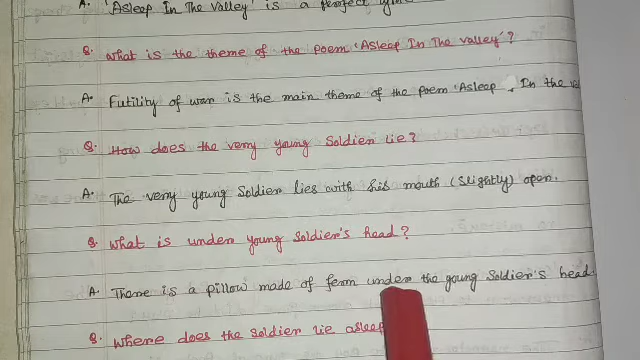 A. 'Asleep In The Valley' is a perfect
Q. What is the theme of the poem 'Asleep In The Valley'?
A. Futility of war is the main theme of the poem 'Asleep In the
Q. How does the very young Soldier lie?
A. The very young Soldier lies with his mouth (slightly) open.
Q. What is under young Soldier's head?
A. There is a pillow made of fern under the young Soldier's head.
Q. Where does the Soldier lie asleep